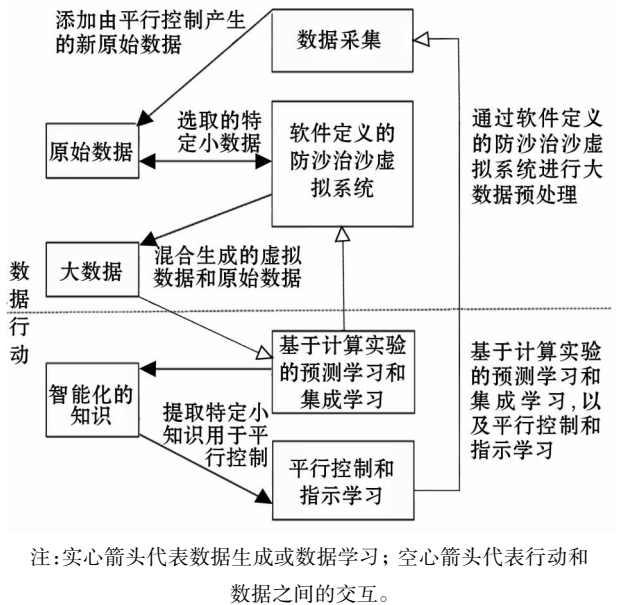 添加由平行控制产生
的新原始数据
数据采集
原始数据
选取的特
定小数据
软件定义的
防沙治沙虚
拟系统
通过软件定义
的防沙治沙虚
拟系统进行大
数据预处理
大数据
混合生成的虚拟
数据和原始数据
数据
行动
基于计算实验
的预测学习和
集成学习
基于计算实验
的预测学习和
集成学习,以
及平行控制和
指示学习
智能化的
知识
提取特定小
知识用于平
行控制
平行控制和
指示学习
注:实心箭头代表数据生成或数据学习;空心箭头代表行动和
数据之间的交互。